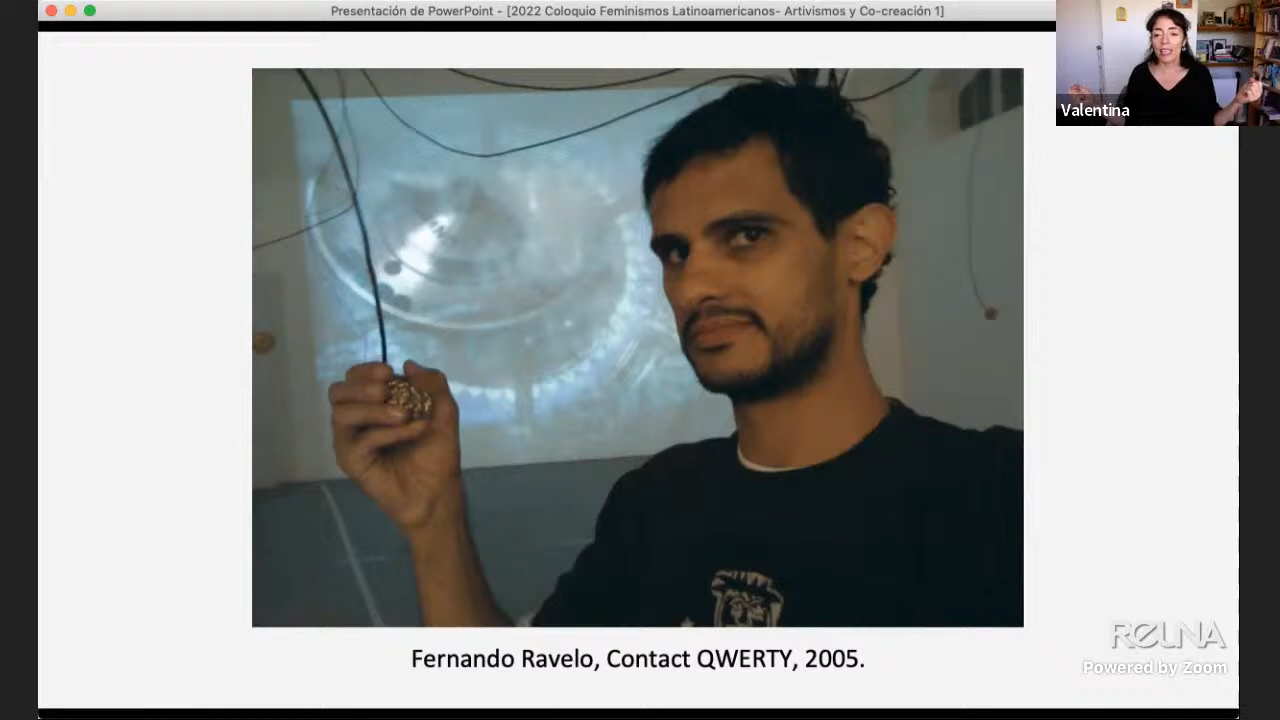 Presentación de PowerPoint - [2022 Coloquio Feminismos Latinoamericanos- Artivismos y Co-creación 1]
Valentina
Fernando Ravelo, Contact QWERTY, 2005.
REUNA
Powered by Zoom